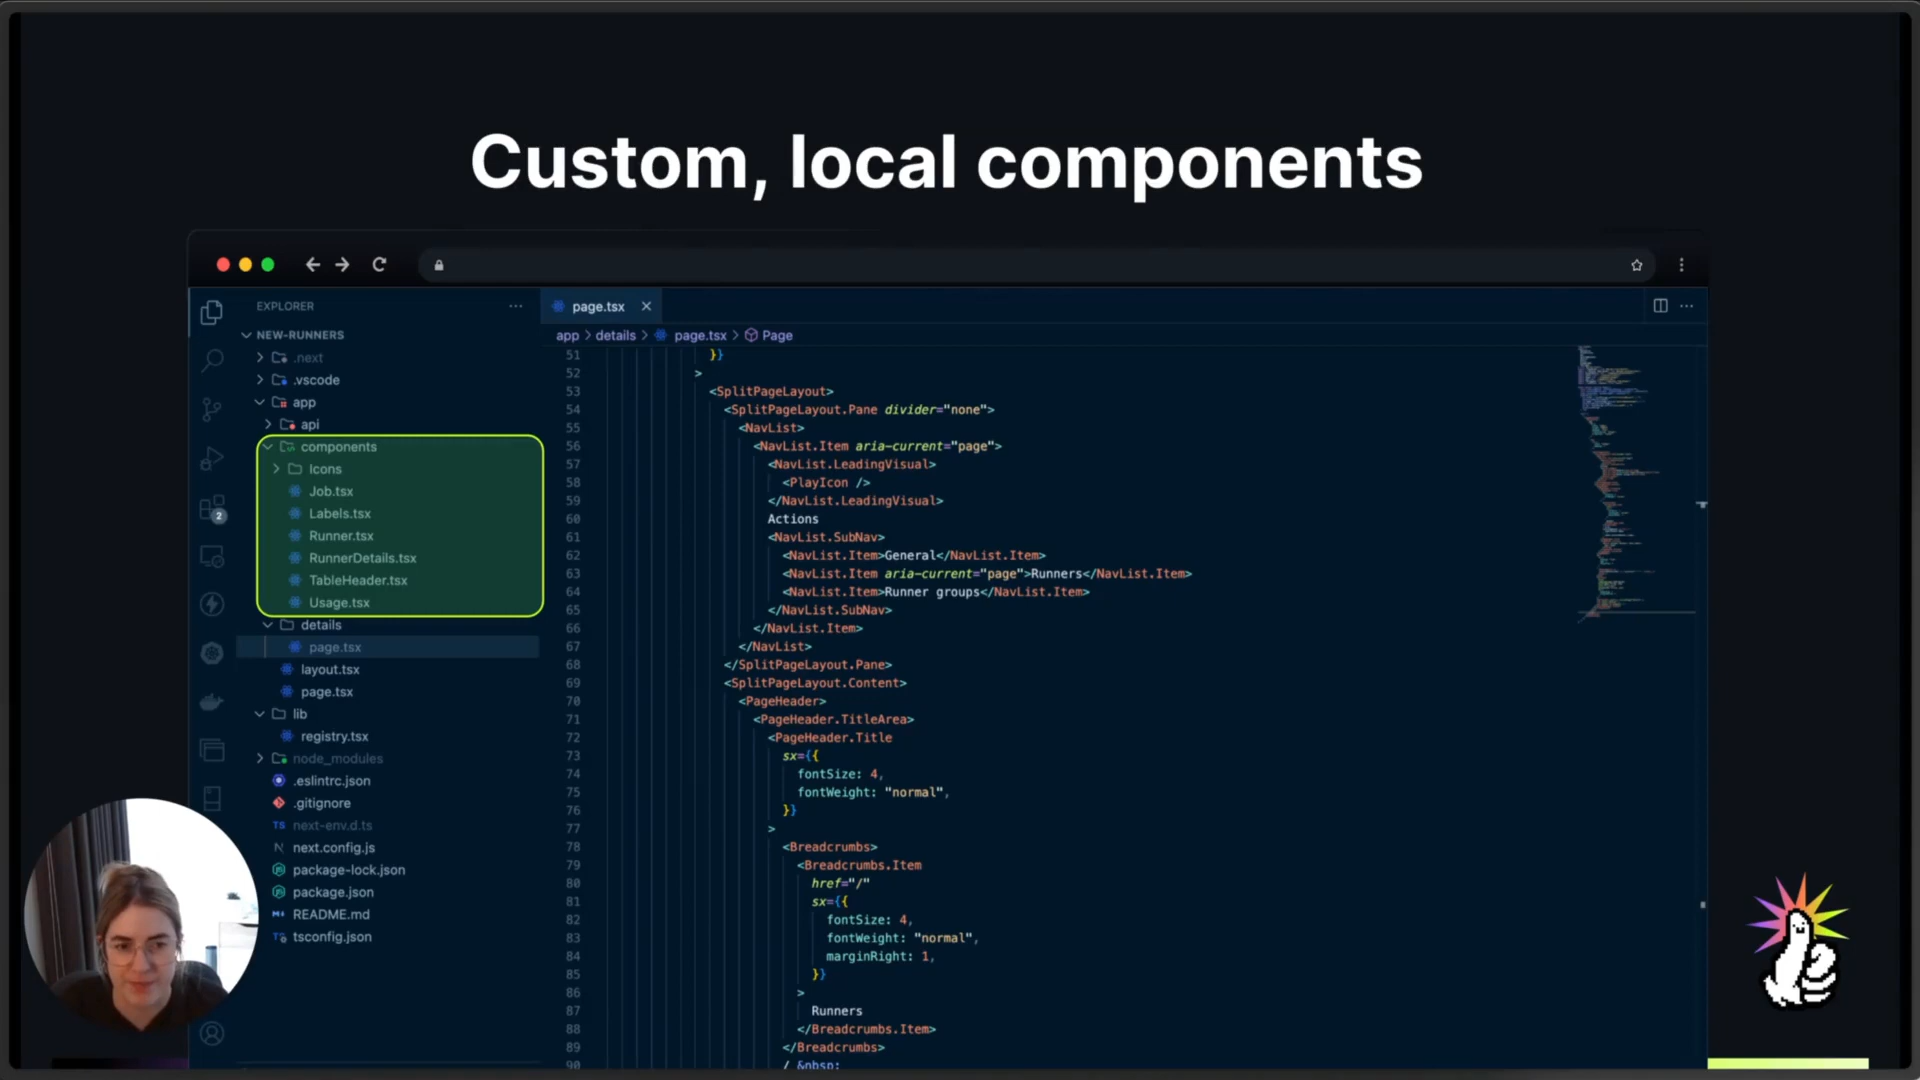 Custom, local components
EXPLORER
NEW-RUNNERS
.next
.vscode
app
api
components
Icons
Job.tsx
Labels.tsx
Runner.tsx
RunnerDetails.tsx
TableHeader.tsx
Usage.tsx
details
page.tsx
layout.tsx
page.tsx
lib
registry.tsx
node_modules
.eslintrc.json
.gitignore
TS next-env.d.ts
N next.config.js
package-lock.json
package.json
README.md
tsconfig.json
2
page.tsx
app > details > page.tsx > Page
51 }}
52 >
53 <SplitPageLayout>
54 <SplitPageLayout.Pane divider="none">
55 <NavList>
56 <NavList.Item aria-current="page">
57 <NavList.LeadingVisual>
58 <PlayIcon />
59 </NavList.LeadingVisual>
60 Actions
61 <NavList.SubNav>
62 <NavList.Item>General</NavList.Item>
63 <NavList.Item aria-current="page">Runners</NavList.Item>
64 <NavList.Item>Runner groups</NavList.Item>
65 </NavList.SubNav>
66 </NavList.Item>
67 </NavList>
68 </SplitPageLayout.Pane>
69 <SplitPageLayout.Content>
70 <PageHeader>
71 <PageHeader.TitleArea>
72 <PageHeader.Title
73 sx={{
74 fontSize: 4,
75 fontWeight: "normal",
76 }}
77 >
78 <Breadcrumbs>
79 <Breadcrumbs.Item
80 href="/"
81 sx={{
82 fontSize: 4,
83 fontWeight: "normal",
84 marginRight: 1,
85 }}
86 >
87 Runners
88 </Breadcrumbs.Item>
89 </Breadcrumbs>
90 / &nbsp;